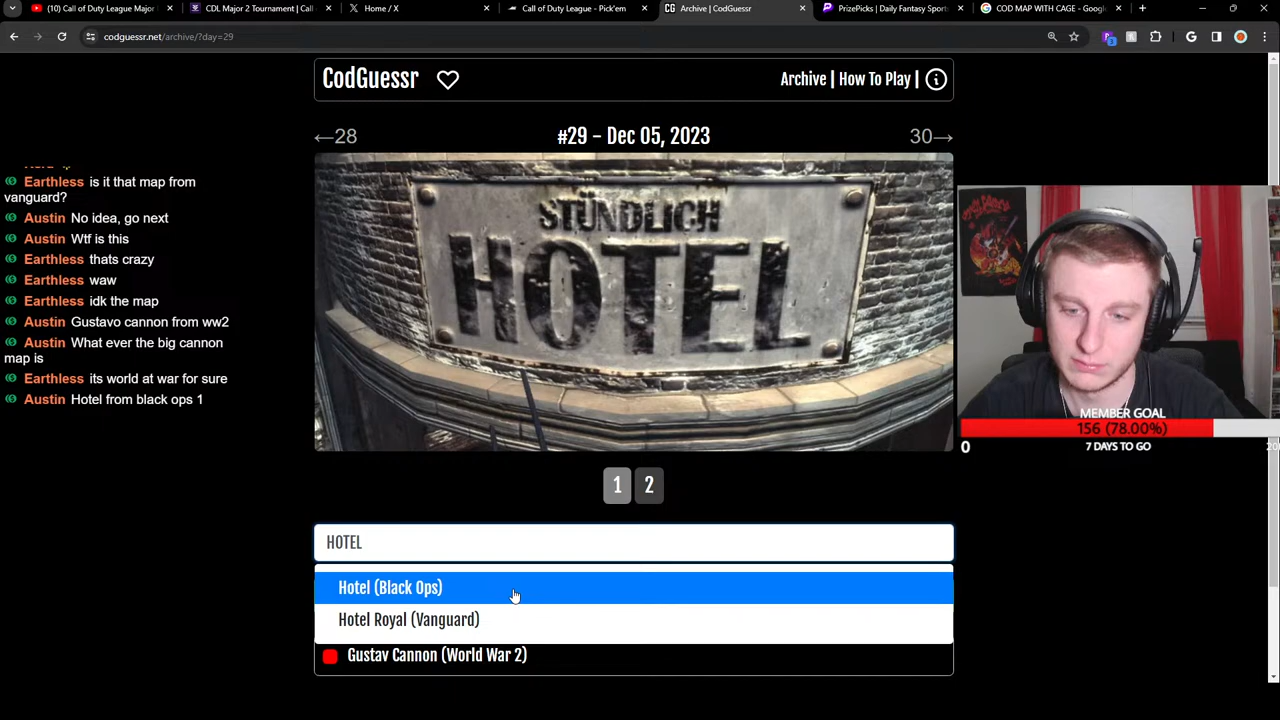 (10) Call of Duty League Major
CDL Major 2 Tournament | Call
Home / X
Call of Duty League - Pick'em
CG Archive | CodGuessr
PrizePicks | Daily Fantasy Sport
COD MAP WITH CAGE - Google
codguessr.net/archive/?day=29
CodGuessr
Archive | How To Play |
←28
#29 - Dec 05, 2023
30→
STÜNDLICH
HOTEL
Earthless is it that map from
vanguard?
Austin No idea, go next
Austin Wtf is this
Earthless thats crazy
Earthless waw
Earthless idk the map
Austin Gustavo cannon from ww2
Austin What ever the big cannon
map is
Earthless its world at war for sure
Austin Hotel from black ops 1
MEMBER GOAL
156 (78.00%)
0
7 DAYS TO GO
1 2
HOTEL
Hotel (Black Ops)
Hotel Royal (Vanguard)
Gustav Cannon (World War 2)